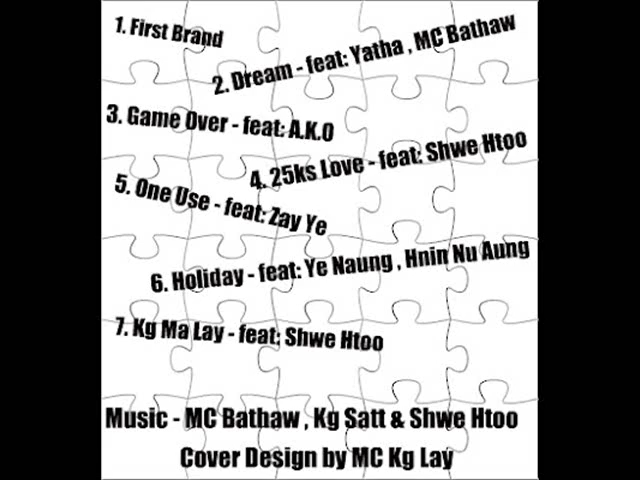 1. First Brand
2. Dream - feat: Yatha , MC Bathaw
3. Game Over - feat: A.K.O
4. 25ks Love - feat: Shwe Htoo
5. One Use - feat: Zay Ye
6. Holiday - feat: Ye Naung , Hnin Nu Aung
7. Kg Ma Lay - feat: Shwe Htoo
Music - MC Bathaw , Kg Satt & Shwe Htoo
Cover Design by MC Kg Lay